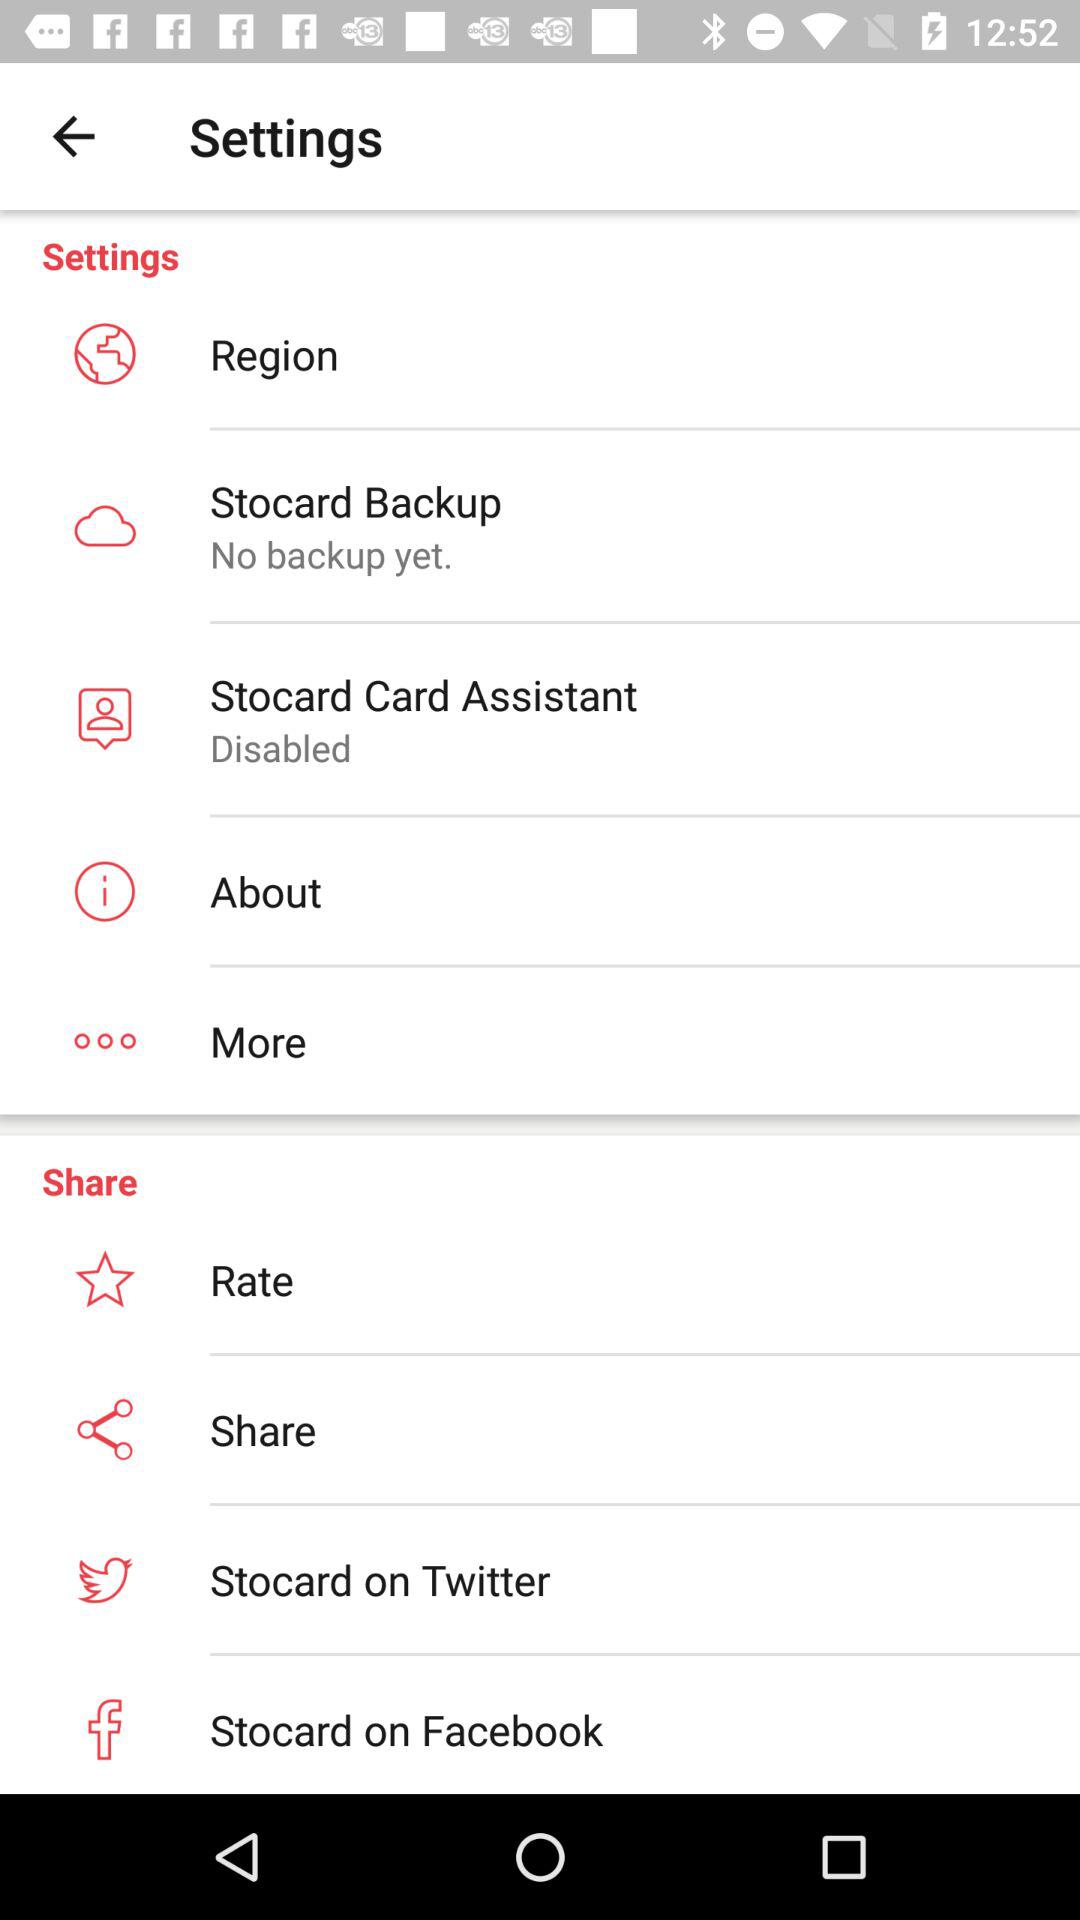 12:52
Settings
Settings
Region
Stocard Backup
No backup yet.
Stocard Card Assistant
Disabled
About
More
Share
Rate
Share
Stocard on Twitter
Stocard on Facebook